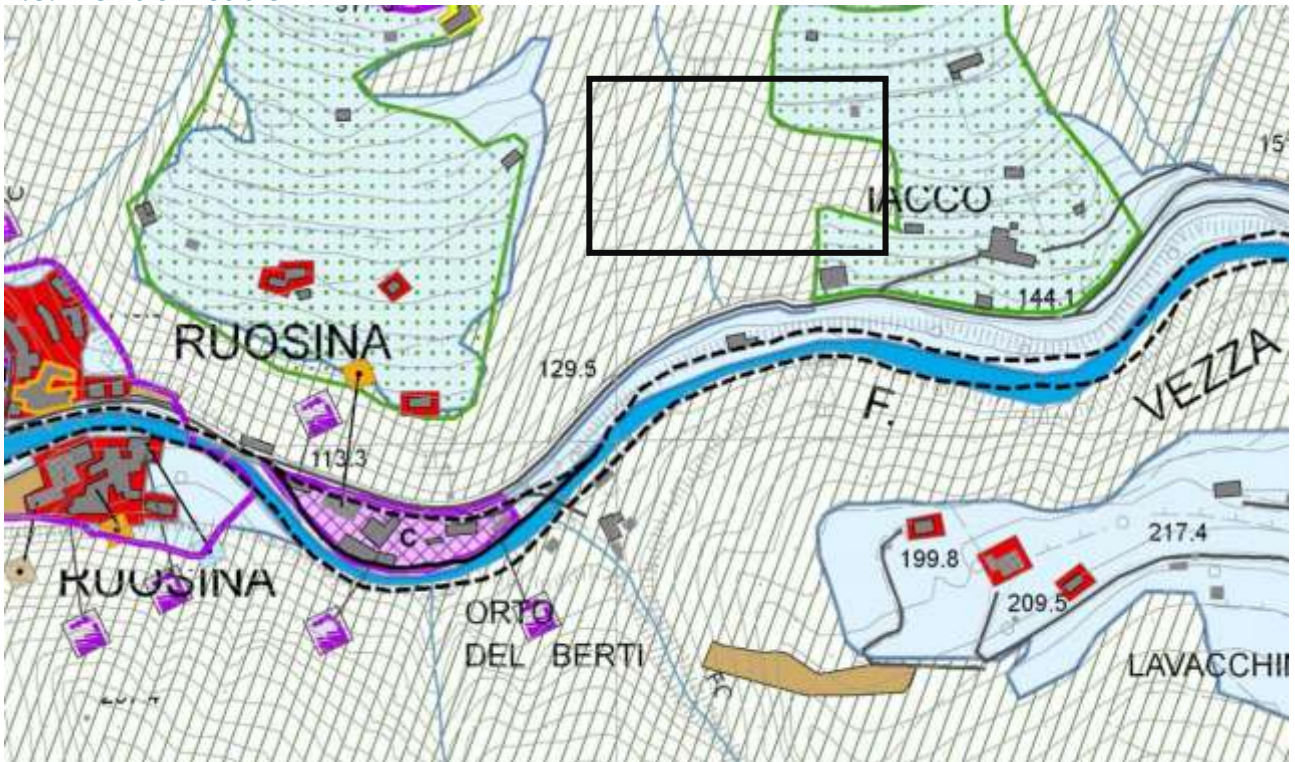 IACCO
RUOSINA
144.1
129.5
F.
VEZZA
113.3
C
RUOSINA
ORTO
DEL BERTI
199.8
217.4
209.5
LAVACCHI